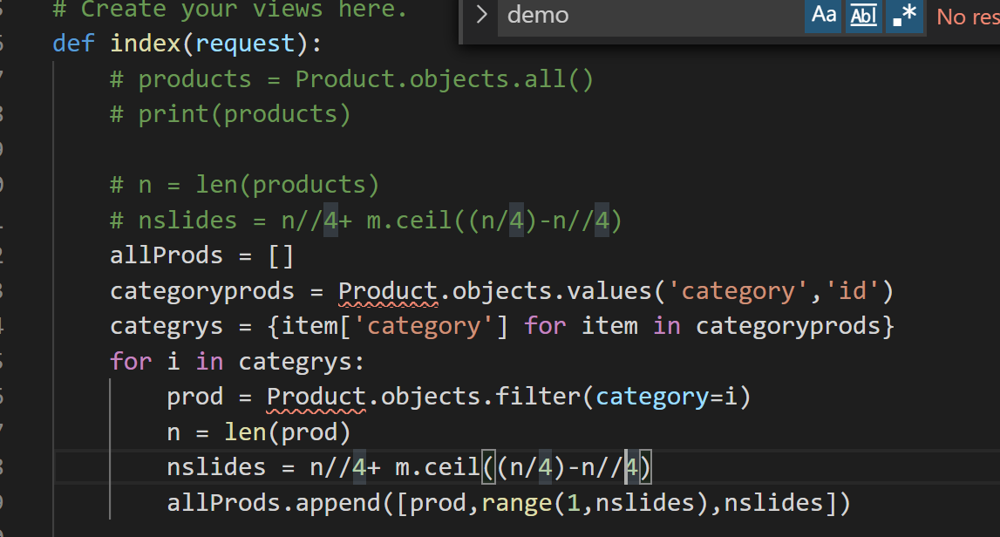 # Create your views here.
demo
Aa
Abl
.*
No res
def index(request):
# products = Product.objects.all()
# print(products)
# n = len(products)
# nslides = n//4+ m.ceil((n/4)-n//4)
allProds = []
categoryprods = Product.objects.values('category','id')
categrys = {item['category'] for item in categoryprods}
for i in categrys:
prod = Product.objects.filter(category=i)
n = len(prod)
nslides = n//4+ m.ceil((n/4)-n//4)
allProds.append([prod,range(1,nslides),nslides])